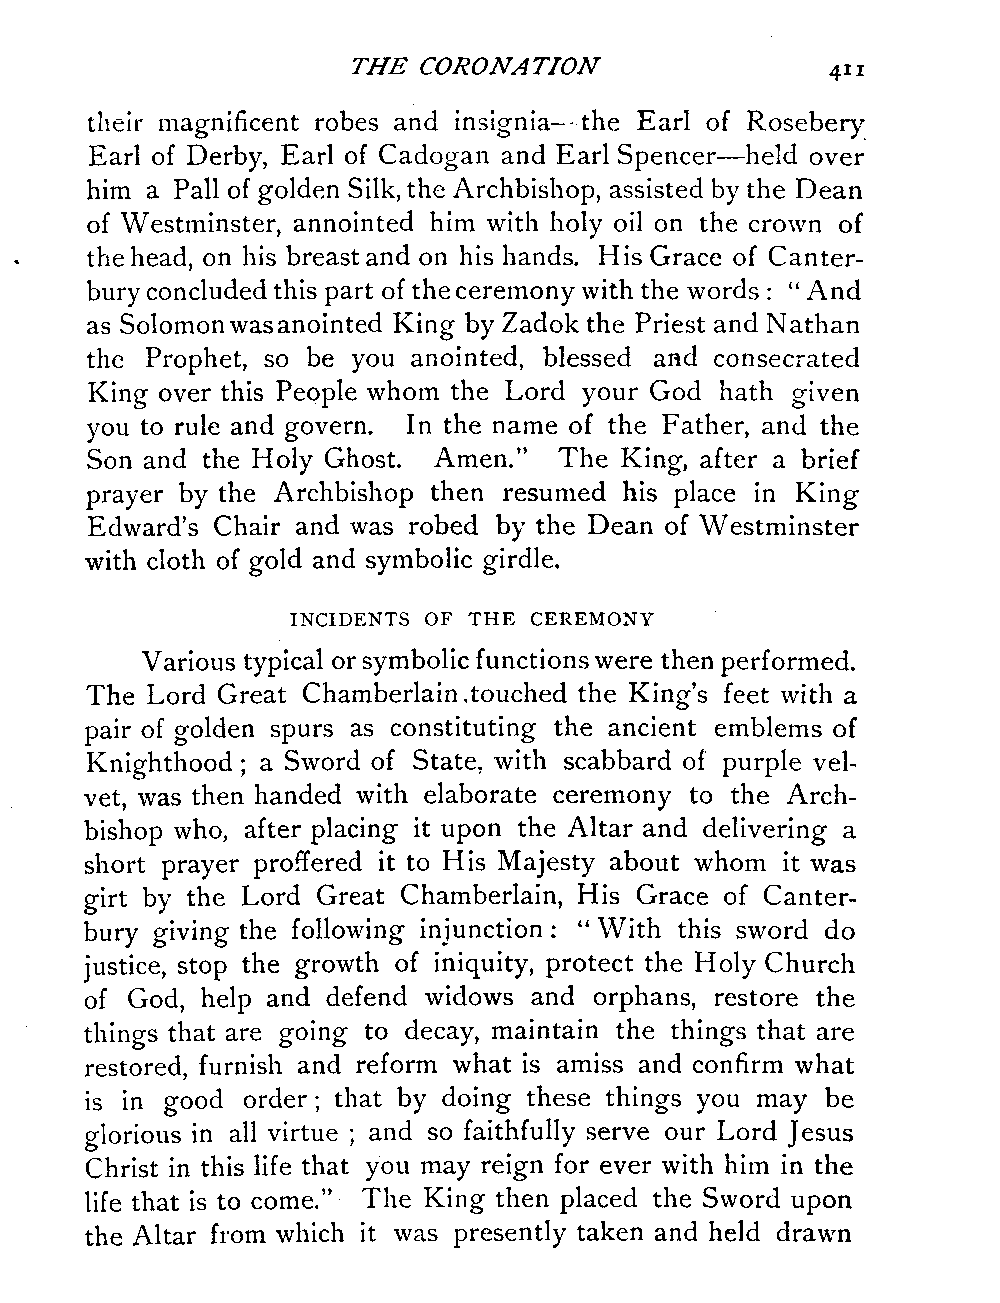 THE CORONATION 411
their magnificent robes and insignia--the Earl of Rosebery
Earl of Derby, Earl of Cadogan and Earl Spencer—held over
him a Pall of golden Silk, the Archbishop, assisted by the Dean
of Westminster, annointed him with holy oil on the crown of
the head, on his breast and on his hands. His Grace of Canter-
bury concluded this part of the ceremony with the words : “ And
as Solomon was anointed King by Zadok the Priest and Nathan
the Prophet, so be you anointed, blessed and consecrated
King over this People whom the Lord your God hath given
you to rule and govern. In the name of the Father, and the
Son and the Holy Ghost. Amen.” The King, after a brief
prayer by the Archbishop then resumed his place in King
Edward’s Chair and was robed by the Dean of Westminster
with cloth of gold and symbolic girdle.
INCIDENTS OF THE CEREMONY
Various typical or symbolic functions were then performed.
The Lord Great Chamberlain touched the King’s feet with a
pair of golden spurs as constituting the ancient emblems of
Knighthood ; a Sword of State, with scabbard of purple vel-
vet, was then handed with elaborate ceremony to the Arch-
bishop who, after placing it upon the Altar and delivering a
short prayer proffered it to His Majesty about whom it was
girt by the Lord Great Chamberlain, His Grace of Canter-
bury giving the following injunction : “ With this sword do
justice, stop the growth of iniquity, protect the Holy Church
of God, help and defend widows and orphans, restore the
things that are going to decay, maintain the things that are
restored, furnish and reform what is amiss and confirm what
is in good order ; that by doing these things you may be
glorious in all virtue ; and so faithfully serve our Lord Jesus
Christ in this life that you may reign for ever with him in the
life that is to come.” The King then placed the Sword upon
the Altar from which it was presently taken and held drawn